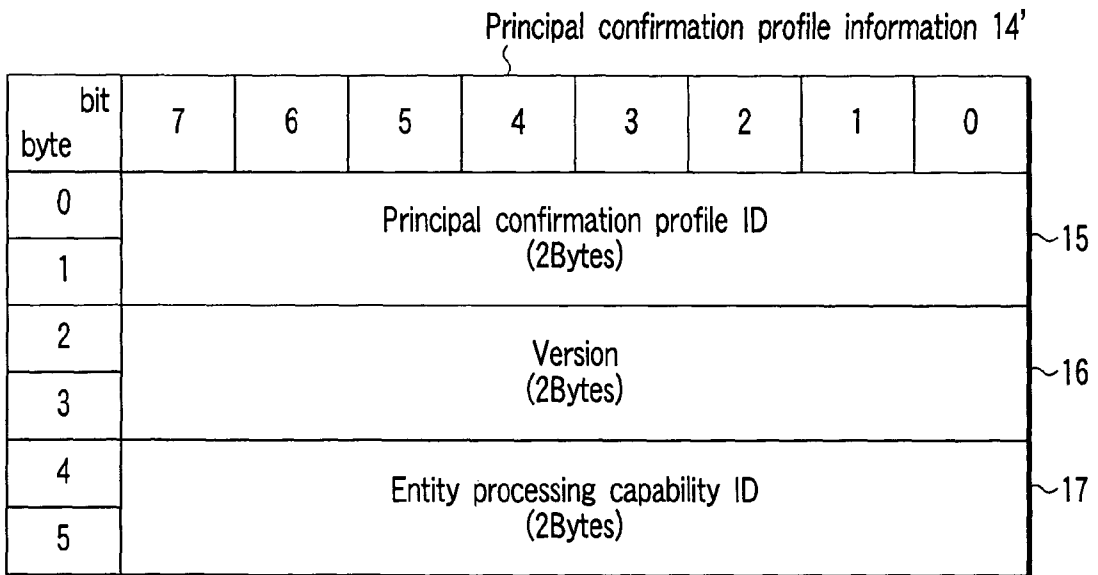 Principal confirmation profile information 14'
bit
byte
7 6 5 4 3 2 1 0
0
Principal confirmation profile ID
(2Bytes)
15
1
2
Version
(2Bytes)
16
3
4
Entity processing capability ID
(2Bytes)
17
5